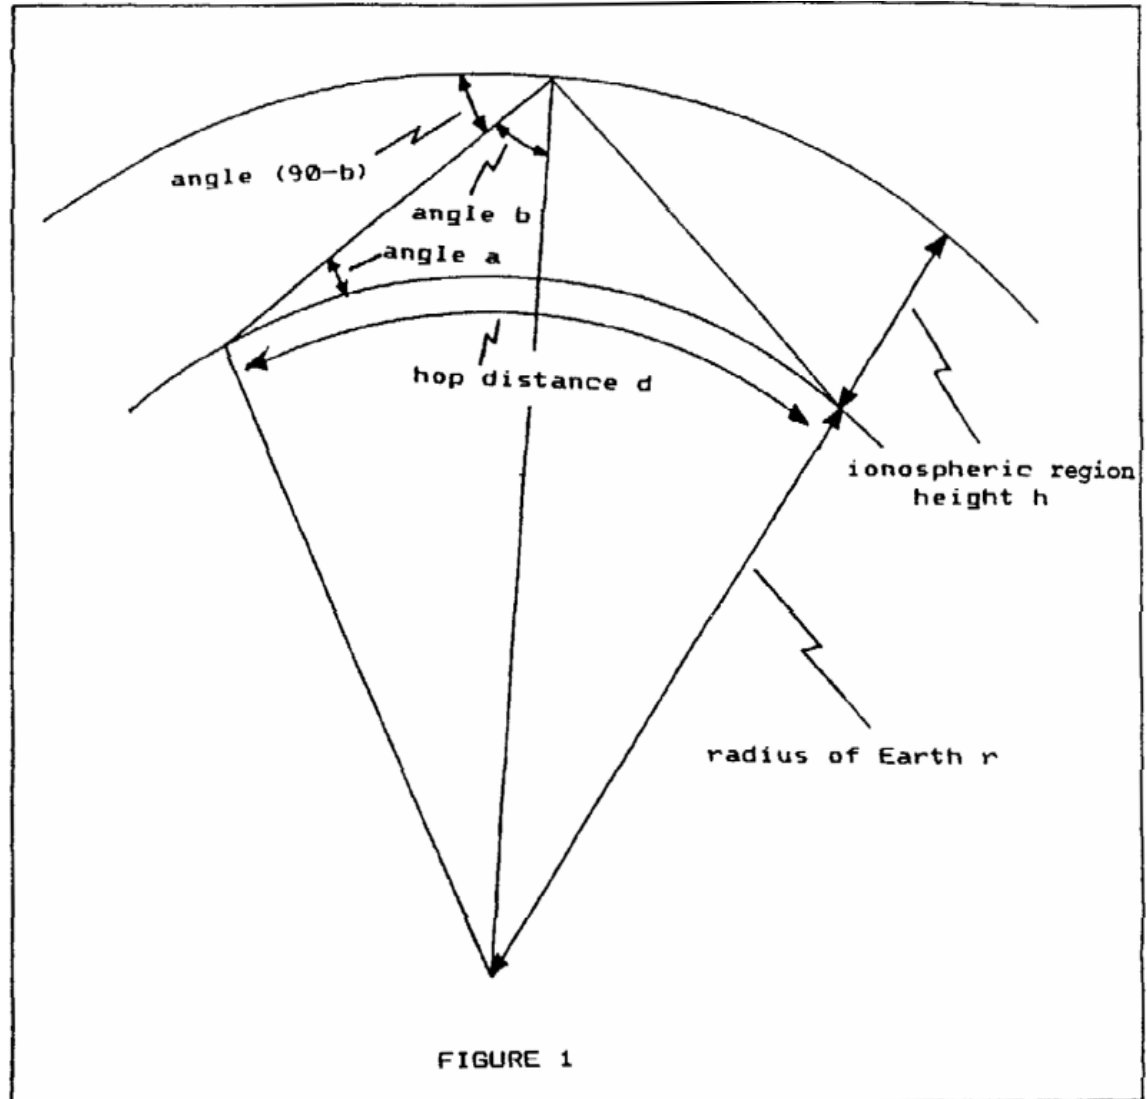 angle (90-b)
angle b
angle a
hop distance d
ionospheric region
height h
radius of Earth r
FIGURE 1